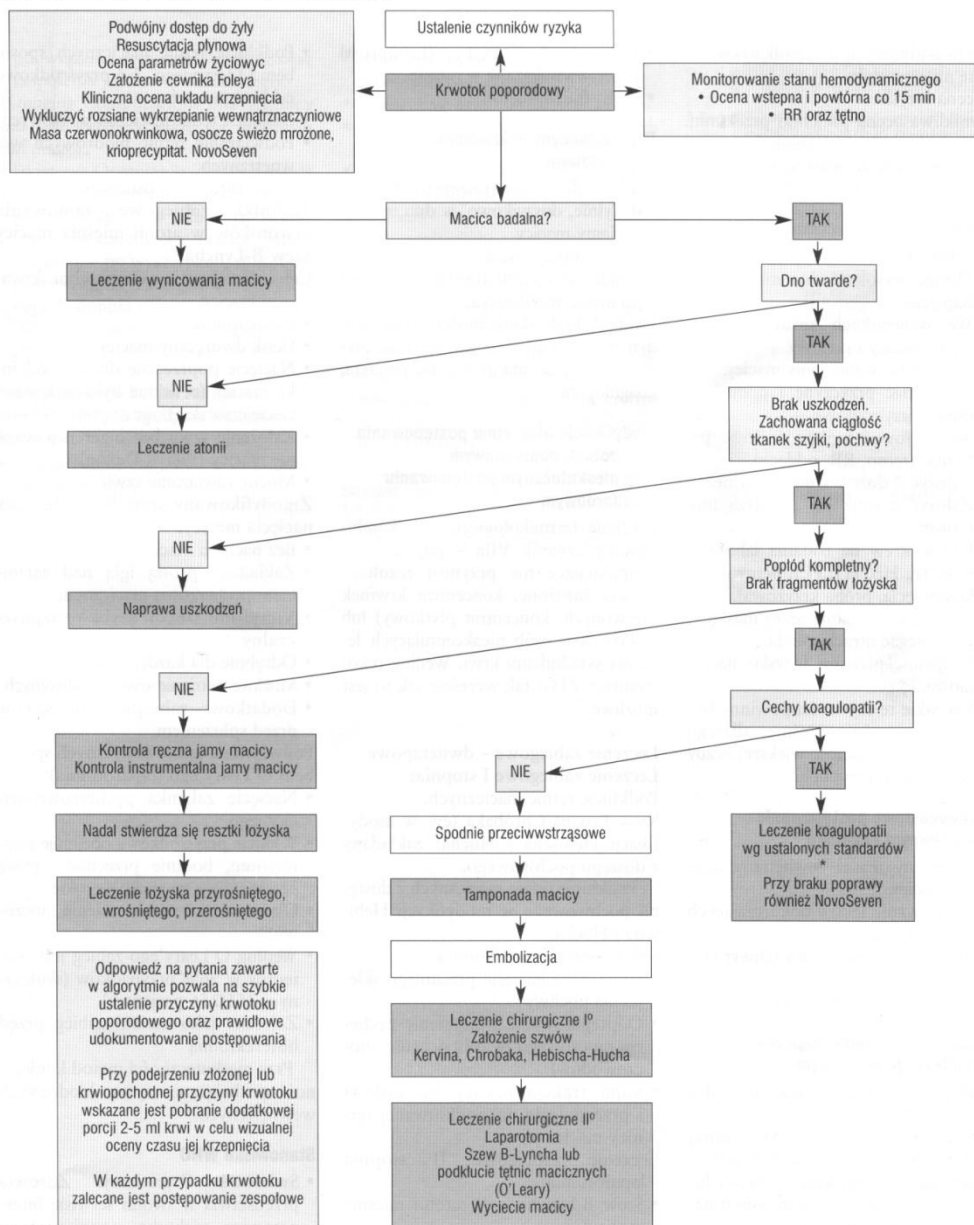 Podwójny dostęp do żyły
Resuscytacja płynowa
Ocena parametrów życiowyc
Założenie cewnika Foleya
Kliniczna ocena układu krzepnięcia
Wykluczyć rozsiane wykrzepianie wewnątrznaczyniowe
Masa czerwonokrwinkowa, osocze świeżo mrożone,
krioprecypitat. NovoSeven
Ustalenie czynników ryzyka
Krwotok poporodowy
Monitorowanie stanu hemodynamicznego
• Ocena wstepna i powtórna co 15 min
• RR oraz tętno
NIE
Macica badalna?
TAK
Leczenie wynicowania macicy
Dno twarde?
TAK
NIE
Leczenie atonii
Brak uszkodzeń.
Zachowana ciągłość
tkanek szyjki, pochwy?
TAK
NIE
Naprawa uszkodzeń
Popłód kompletny?
Brak fragmentów łożyska
TAK
NIE
Kontrola ręczna jamy macicy
Kontrola instrumentalna jamy macicy
Nadal stwierdza się resztki łożyska
Leczenie łożyska przyrośniętego,
wrośniętego, przerośniętego
Cechy koagulopatii?
NIE
TAK
Spodnie przeciwwstrząsowe
Tamponada macicy
Embolizacja
Leczenie chirurgiczne Iº
Założenie szwów
Kervina, Chrobaka, Hebischa-Hucha
Leczenie chirurgiczne IIº
Laparotomia
Szew B-Lyncha lub
podkłucie tętnic macicznych
(O'Leary)
Wyciecie macicy
Leczenie koagulopatii
wg ustalonych standardów
*
Przy braku poprawy
również NovoSeven
Odpowiedź na pytania zawarte
w algorytmie pozwala na szybkie
ustalenie przyczyny krwotoku
poporodowego oraz prawidłowe
udokumentowanie postępowania
Przy podejrzeniu złożonej lub
krwiopochodnej przyczyny krwotoku
wskazane jest pobranie dodatkowej
porcji 2-5 ml krwi w celu wizualnej
oceny czasu jej krzepnięcia
W każdym przypadku krwotoku
zalecane jest postępowanie zespołowe